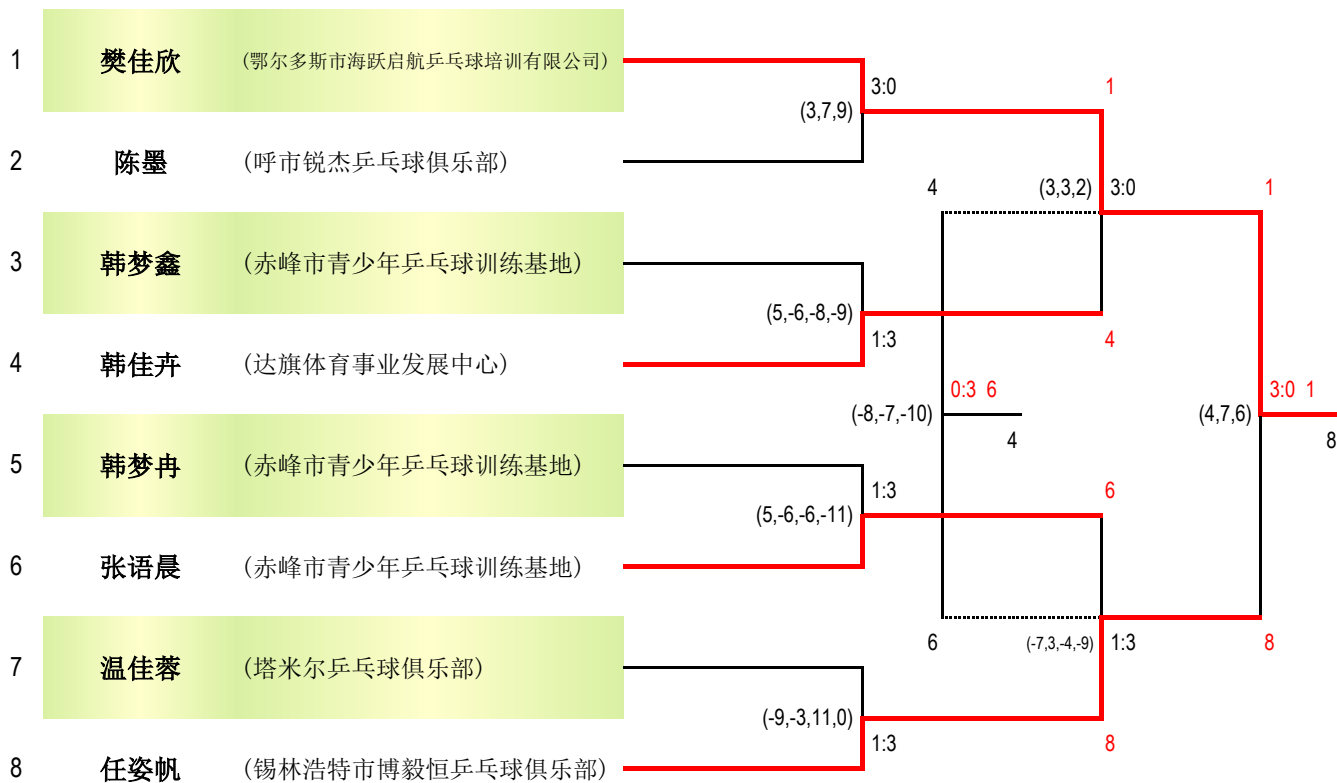 1 樊佳欣 (鄂尔多斯市海跃启航乒乓球培训有限公司)
3:0 1
(3,7,9)
2 陈墨 (呼市锐杰乒乓球俱乐部)
4 (3,3,2) 3:0 1
3 韩梦鑫 (赤峰市青少年乒乓球训练基地)
(5,-6,-8,-9)
1:3 4
4 韩佳卉 (达旗体育事业发展中心)
0:3 6 3:0 1
(-8,-7,-10) (4,7,6)
4 8
5 韩梦冉 (赤峰市青少年乒乓球训练基地)
1:3 6
(5,-6,-6,-11)
6 张语晨 (赤峰市青少年乒乓球训练基地)
6 (-7,3,-4,-9) 1:3 8
7 温佳蓉 (塔米尔乒乓球俱乐部)
(-9,-3,11,0)
1:3 8
8 任姿帆 (锡林浩特市博毅恒乒乓球俱乐部)